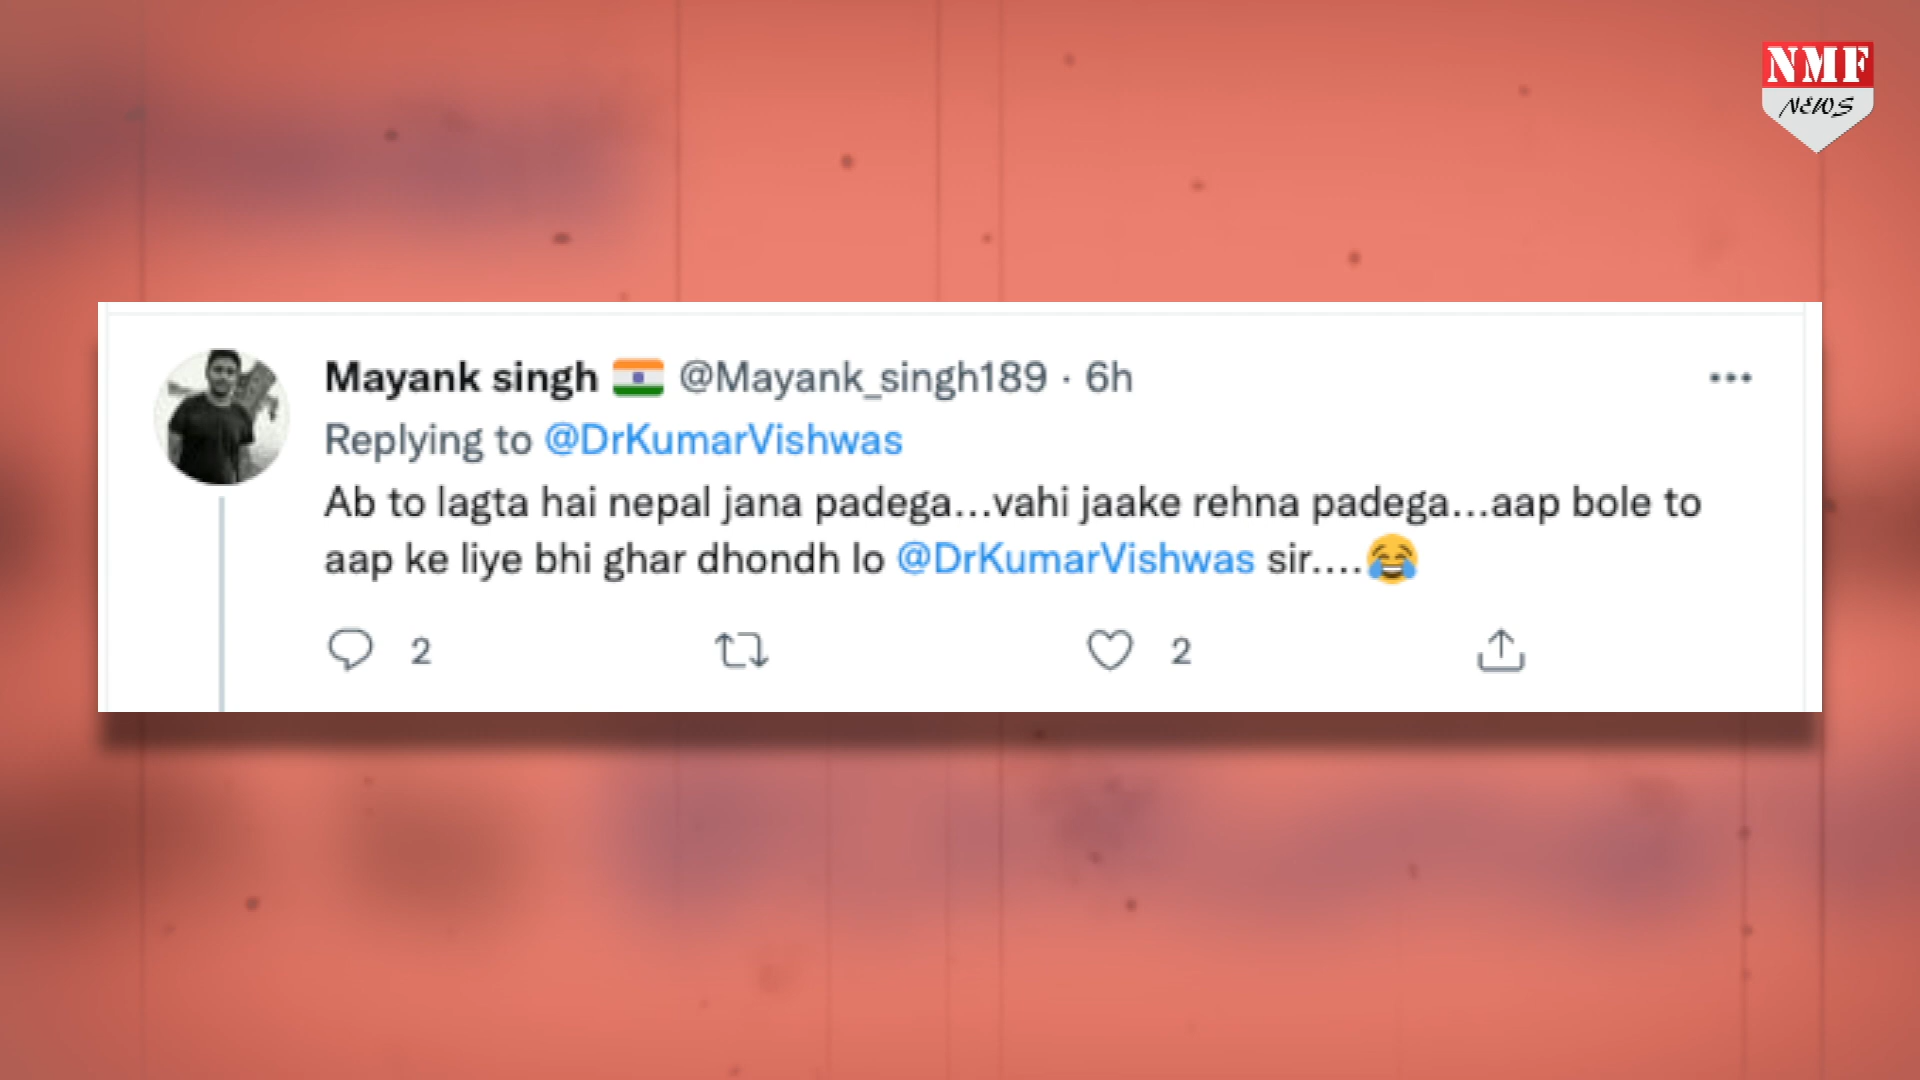 NMF
NEWS
Mayank singh 🇮🇳 @Mayank_singh189 · 6h
Replying to @DrKumarVishwas
Ab to lagta hai nepal jana padega...vahi jaake rehna padega...aap bole to
aap ke liye bhi ghar dhondh lo @DrKumarVishwas sir....😂
2 2